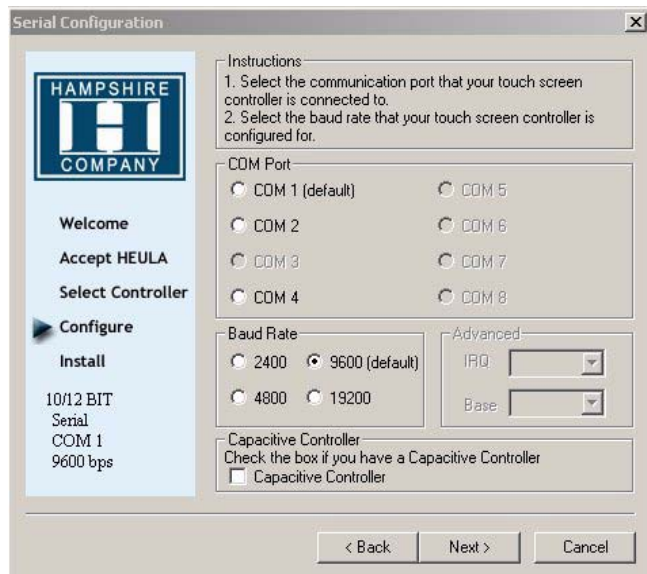 Serial Configuration
HAMPSHIRE
H
COMPANY
Welcome
Accept HEULA
Select Controller
Configure
Install
10/12 BIT
Serial
COM 1
9600 bps
Instructions
1. Select the communication port that your touch screen
controller is connected to.
2. Select the baud rate that your touch screen controller is
configured for.
COM Port
COM 1 (default)
COM 5
COM 2
COM 6
COM 3
COM 7
COM 4
COM 8
Baud Rate
2400
9600 (default)
4800
19200
Advanced
IRQ
Base
Capacitive Controller
Check the box if you have a Capacitive Controller
Capacitive Controller
< Back
Next >
Cancel